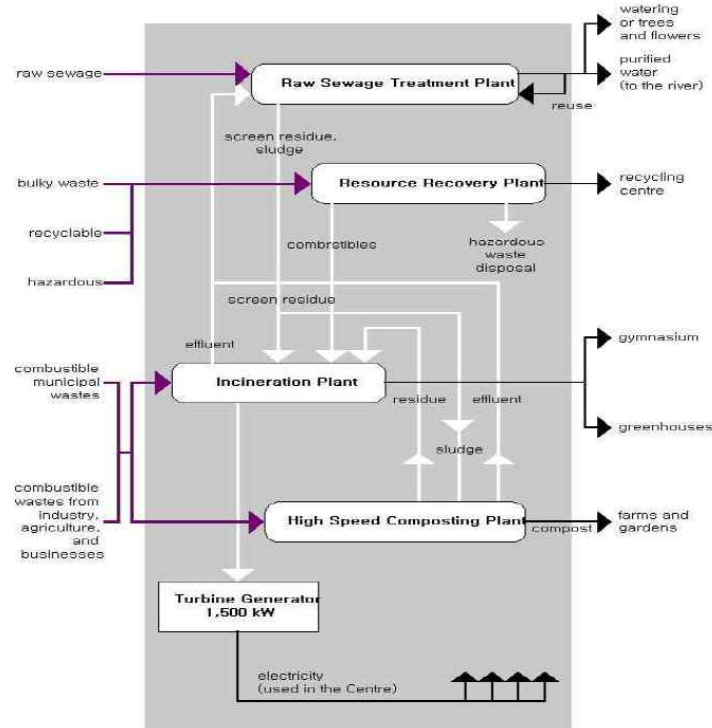 watering
or trees
and flowers
raw sewage
Raw Sewage Treatment Plant
purified
water
(to the river)
reuse
screen residue,
sludge
bulky waste
Resource Recovery Plant
recycling
centre
recyclable
combrstibles
hazardous
waste
disposal
hazardous
screen residue
effluent
gymnasium
combustible
municipal
wastes
Incineration Plant
residue
effluent
greenhouses
sludge
combustible
wastes from
industry,
agriculture,
and
businesses
High Speed Composting Plant
compost
farms and
gardens
Turbine Generator
1,500 kW
electricity
(used in the Centre)